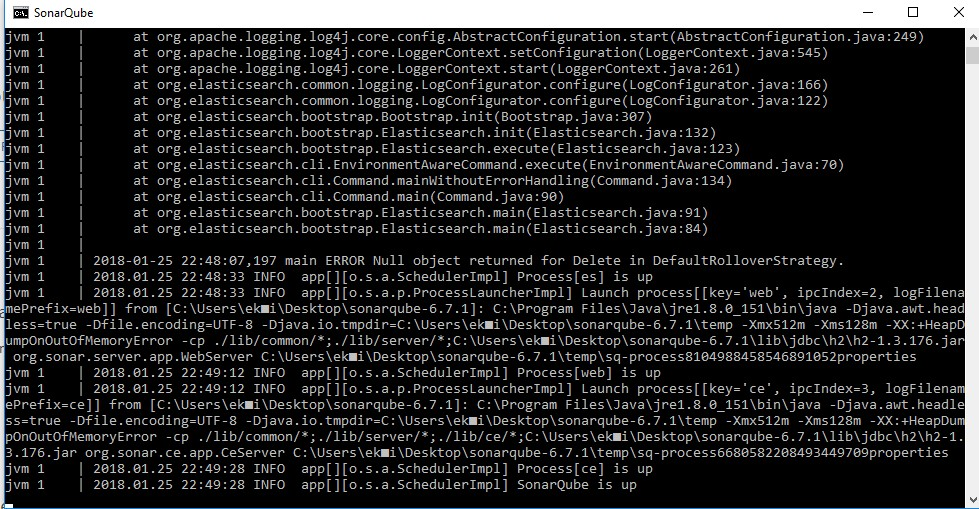 SonarQube
jvm 1    |      at org.apache.logging.log4j.core.config.AbstractConfiguration.start(AbstractConfiguration.java:249)
jvm 1    |      at org.apache.logging.log4j.core.LoggerContext.setConfiguration(LoggerContext.java:545)
jvm 1    |      at org.apache.logging.log4j.core.LoggerContext.start(LoggerContext.java:261)
jvm 1    |      at org.elasticsearch.common.logging.LogConfigurator.configure(LogConfigurator.java:166)
jvm 1    |      at org.elasticsearch.common.logging.LogConfigurator.configure(LogConfigurator.java:122)
jvm 1    |      at org.elasticsearch.bootstrap.Bootstrap.init(Bootstrap.java:307)
jvm 1    |      at org.elasticsearch.bootstrap.Elasticsearch.init(Elasticsearch.java:132)
jvm 1    |      at org.elasticsearch.bootstrap.Elasticsearch.execute(Elasticsearch.java:123)
jvm 1    |      at org.elasticsearch.cli.EnvironmentAwareCommand.execute(EnvironmentAwareCommand.java:70)
jvm 1    |      at org.elasticsearch.cli.Command.mainWithoutErrorHandling(Command.java:134)
jvm 1    |      at org.elasticsearch.cli.Command.main(Command.java:90)
jvm 1    |      at org.elasticsearch.bootstrap.Elasticsearch.main(Elasticsearch.java:91)
jvm 1    |      at org.elasticsearch.bootstrap.Elasticsearch.main(Elasticsearch.java:84)
jvm 1    |
jvm 1    | 2018-01-25 22:48:07,197 main ERROR Null object returned for Delete in DefaultRolloverStrategy.
jvm 1    | 2018.01.25 22:48:33 INFO  app[][o.s.a.SchedulerImpl] Process[es] is up
jvm 1    | 2018.01.25 22:48:33 INFO  app[][o.s.a.p.ProcessLauncherImpl] Launch process[[key='web', ipcIndex=2, logFilena
mePrefix=web]] from [C:\Users\ek■i\Desktop\sonarqube-6.7.1]: C:\Program Files\Java\jre1.8.0_151\bin\java -Djava.awt.head
less=true -Dfile.encoding=UTF-8 -Djava.io.tmpdir=C:\Users\ek■i\Desktop\sonarqube-6.7.1\temp -Xmx512m -Xms128m -XX:+HeapD
umpOnOutOfMemoryError -cp ./lib/common/*;./lib/server/*;C:\Users\ek■i\Desktop\sonarqube-6.7.1\lib\jdbc\h2\h2-1.3.176.jar
 org.sonar.server.app.WebServer C:\Users\ek■i\Desktop\sonarqube-6.7.1\temp\sq-process8104988458546891052properties
jvm 1    | 2018.01.25 22:49:12 INFO  app[][o.s.a.SchedulerImpl] Process[web] is up
jvm 1    | 2018.01.25 22:49:12 INFO  app[][o.s.a.p.ProcessLauncherImpl] Launch process[[key='ce', ipcIndex=3, logFilenam
ePrefix=ce]] from [C:\Users\ek■i\Desktop\sonarqube-6.7.1]: C:\Program Files\Java\jre1.8.0_151\bin\java -Djava.awt.headle
ss=true -Dfile.encoding=UTF-8 -Djava.io.tmpdir=C:\Users\ek■i\Desktop\sonarqube-6.7.1\temp -Xmx512m -Xms128m -XX:+HeapDum
pOnOutOfMemoryError -cp ./lib/common/*;./lib/server/*;./lib/ce/*;C:\Users\ek■i\Desktop\sonarqube-6.7.1\lib\jdbc\h2\h2-1.
3.176.jar org.sonar.ce.app.CeServer C:\Users\ek■i\Desktop\sonarqube-6.7.1\temp\sq-process6680582208493449709properties
jvm 1    | 2018.01.25 22:49:28 INFO  app[][o.s.a.SchedulerImpl] Process[ce] is up
jvm 1    | 2018.01.25 22:49:28 INFO  app[][o.s.a.SchedulerImpl] SonarQube is up